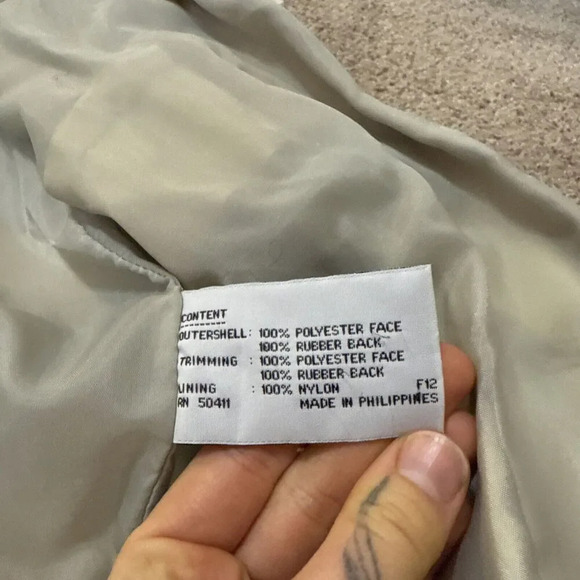 CONTENT
OUTERSHELL: 100% POLYESTER FACE
100% RUBBER BACK
TRIMMING : 100% POLYESTER FACE
100% RUBBER BACK
LINING : 100% NYLON F12
RN 50411 MADE IN PHILIPPINES